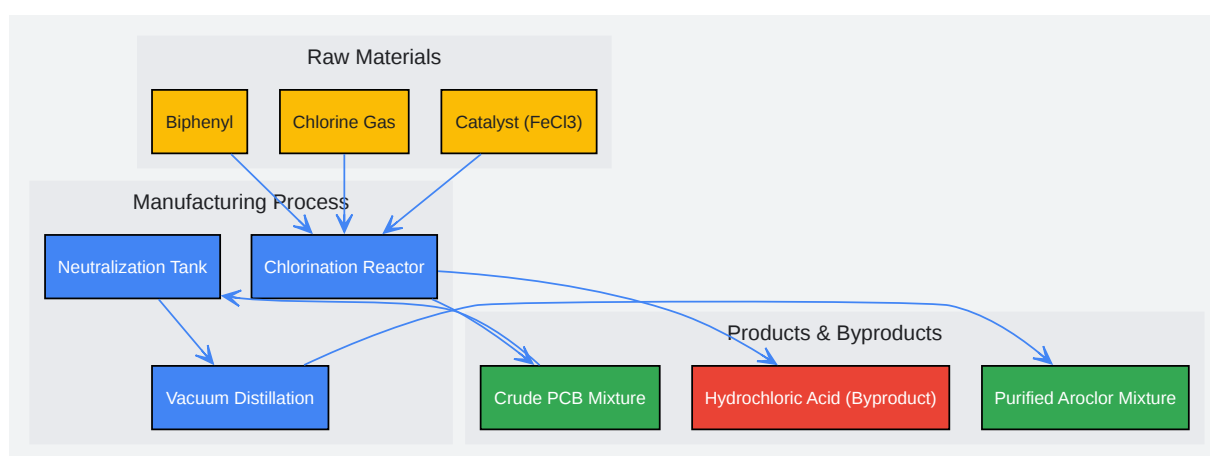 Raw Materials
Biphenyl
Chlorine Gas
Catalyst (FeCl3)
Manufacturing Process
Neutralization Tank
Chlorination Reactor
Products & Byproducts
Vacuum Distillation
Crude PCB Mixture
Hydrochloric Acid (Byproduct)
Purified Aroclor Mixture